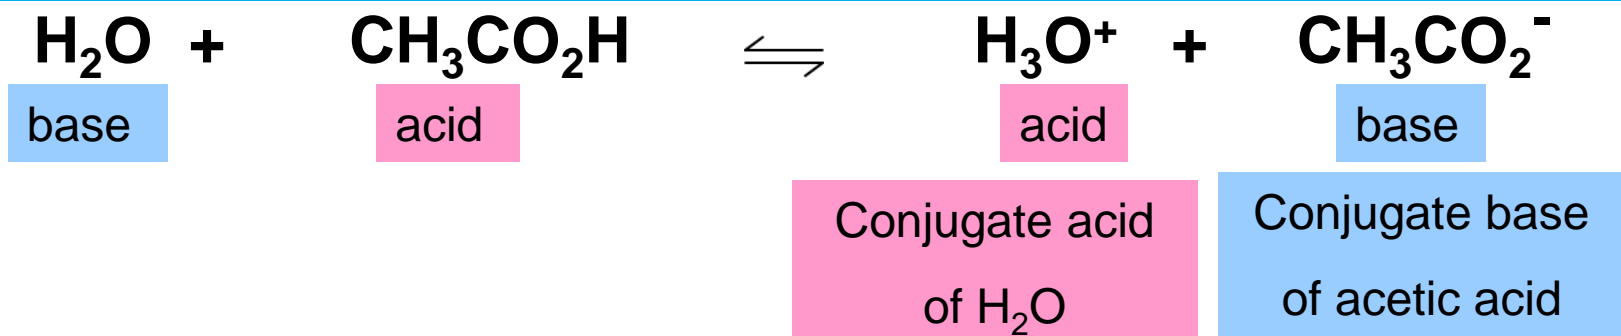 H₂O + CH₃CO₂H ⇌ H₃O⁺ + CH₃CO₂⁻
base acid acid base
Conjugate acid
of H₂O
Conjugate base
of acetic acid